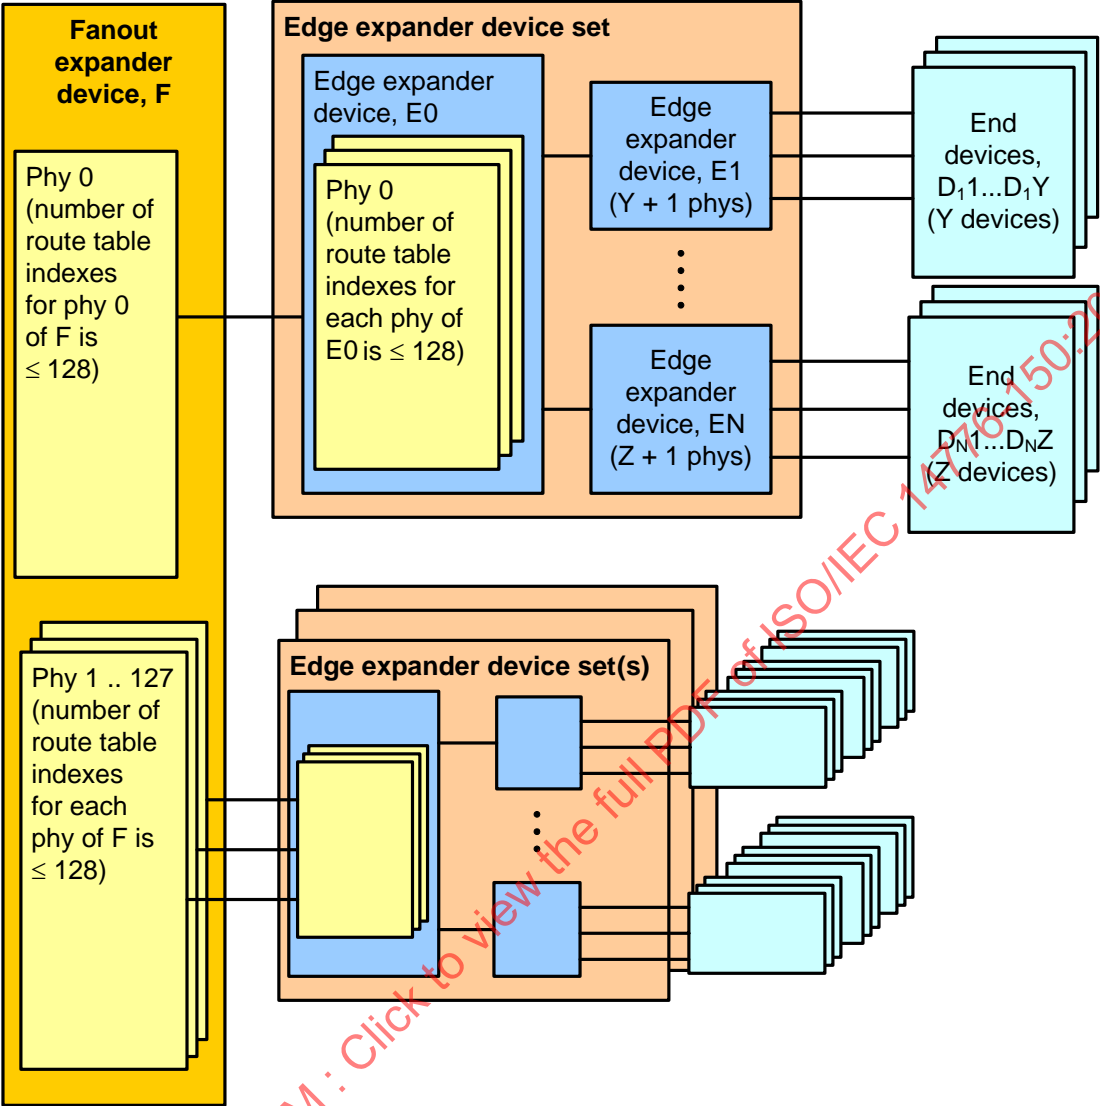 Fanout
expander
device, F
Phy 0
(number of
route table
indexes
for phy 0
of F is
≤ 128)
Phy 1 .. 127
(number of
route table
indexes
for each
phy of F is
≤ 128)
Edge expander device set
Edge expander
device, E0
Phy 0
(number of
route table
indexes for
each phy of
E0 is ≤ 128)
Edge
expander
device, E1
(Y + 1 phys)
Edge
expander
device, EN
(Z + 1 phys)
End
devices,
D₁1...D₁Y
(Y devices)
End
devices,
D_N1...D_NZ
(Z devices)
Edge expander device set(s)
M : Click to view the full PDF of ISO/IEC 14776-150:20